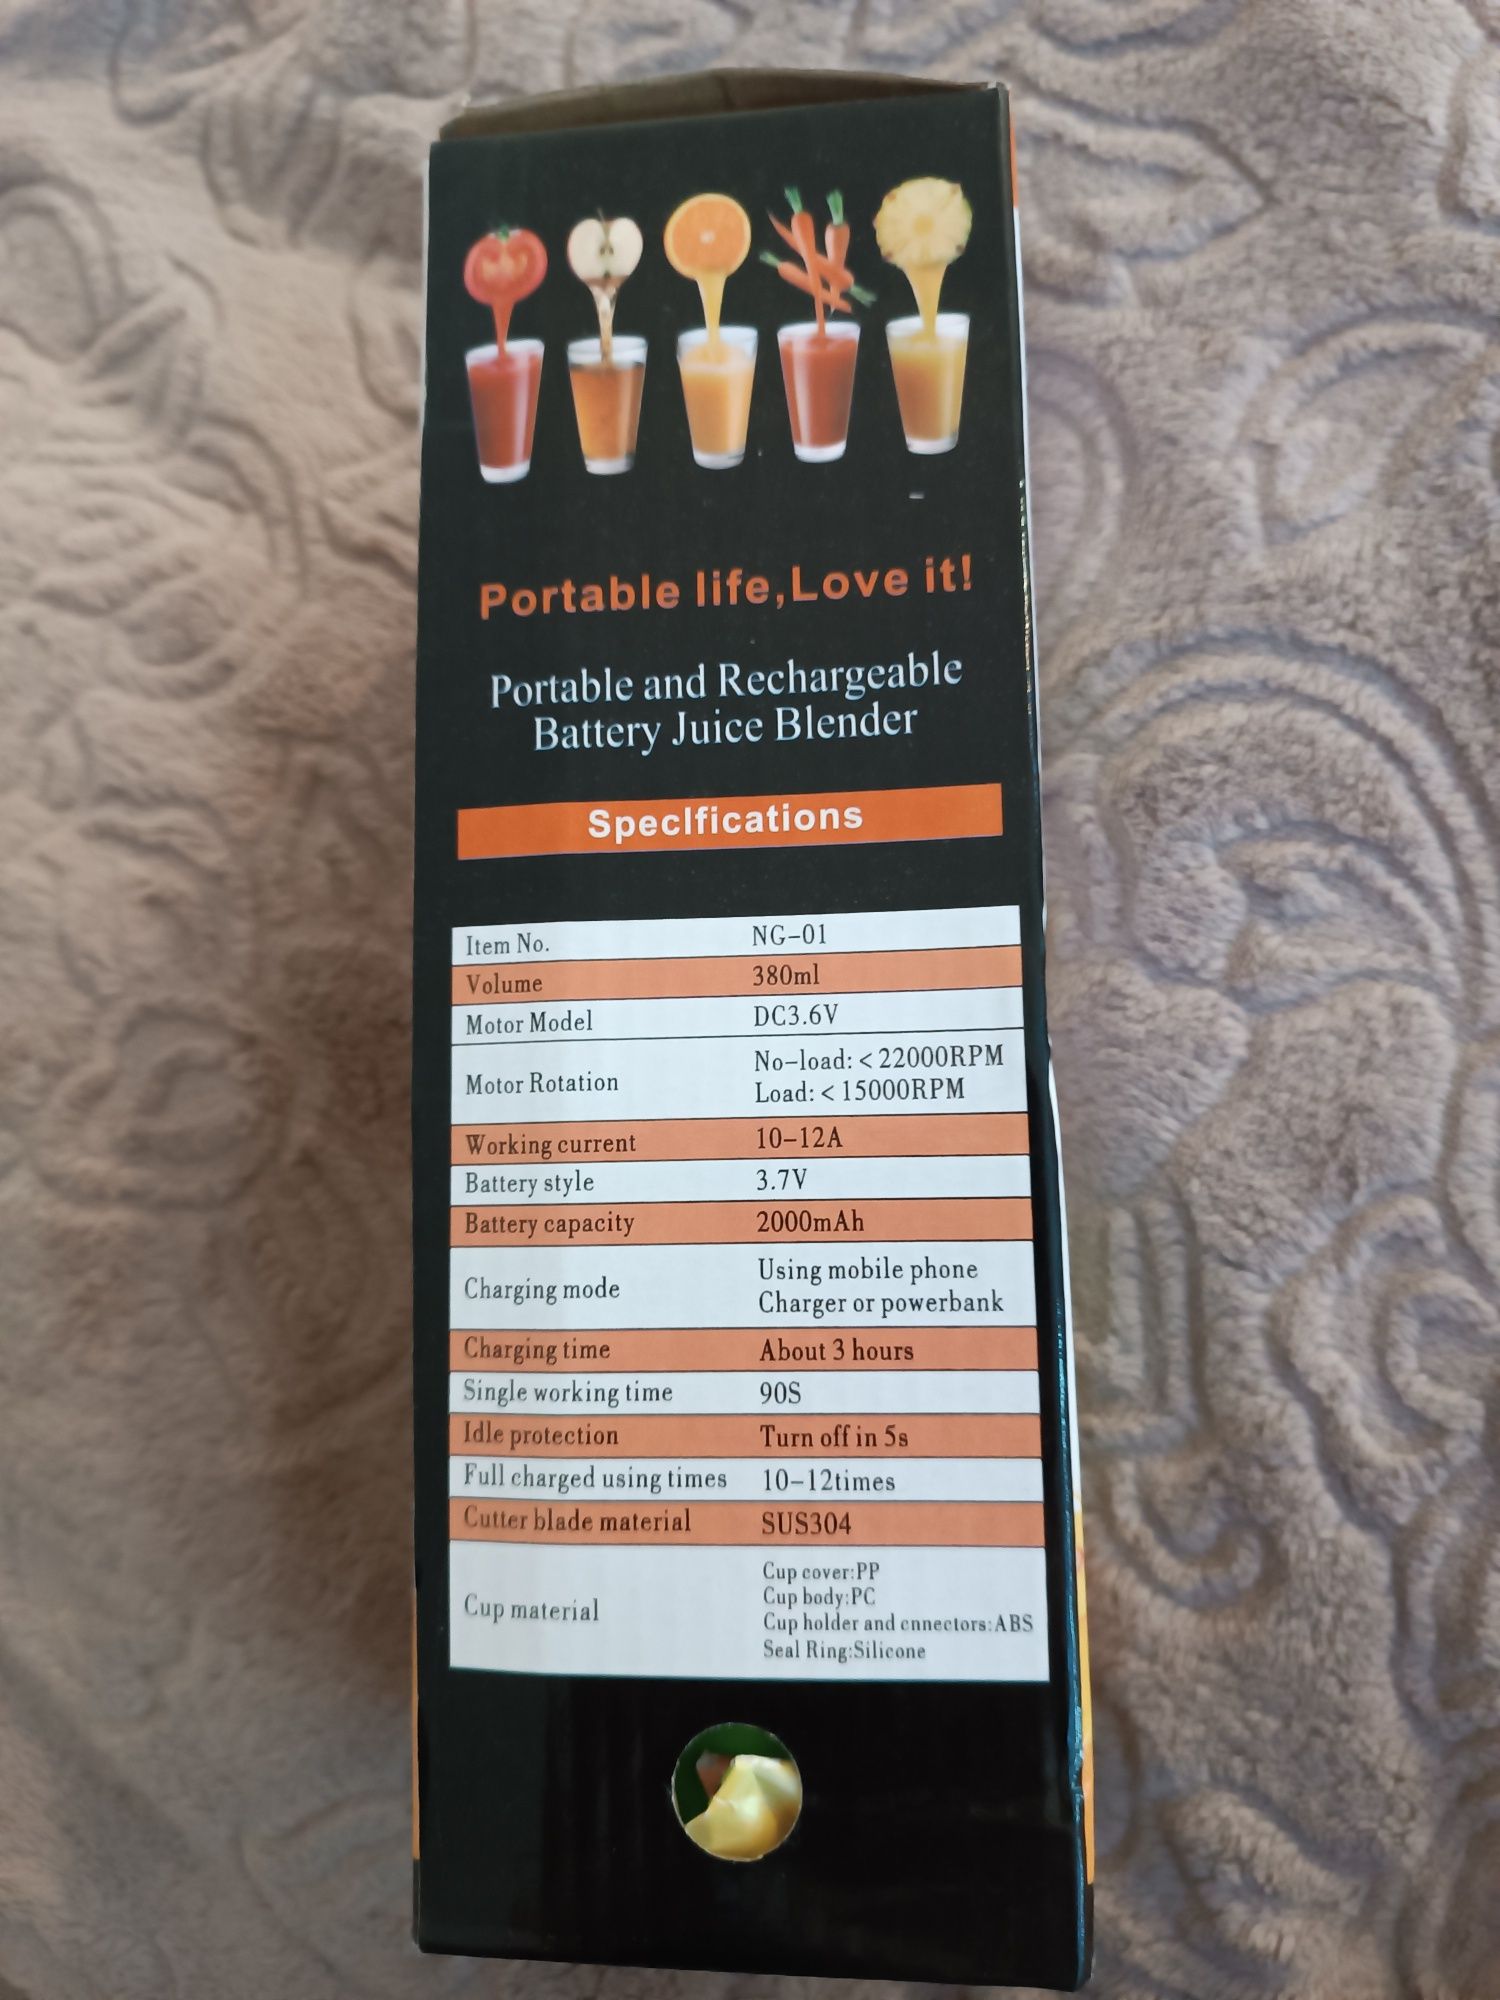 Portable life,Love it!
Portable and Rechargeable
Battery Juice Blender
SpecIfications
Item No. NG-01
Volume 380ml
Motor Model DC3.6V
Motor Rotation No-load: < 22000RPM
Load: < 15000RPM
Working current 10-12A
Battery style 3.7V
Battery capacity 2000mAh
Charging mode Using mobile phone
Charger or powerbank
Charging time About 3 hours
Single working time 90S
Idle protection Turn off in 5s
Full charged using times 10-12times
Cutter blade material SUS304
Cup material Cup cover:PP
Cup body:PC
Cup holder and cnnectors:ABS
Seal Ring:Silicone